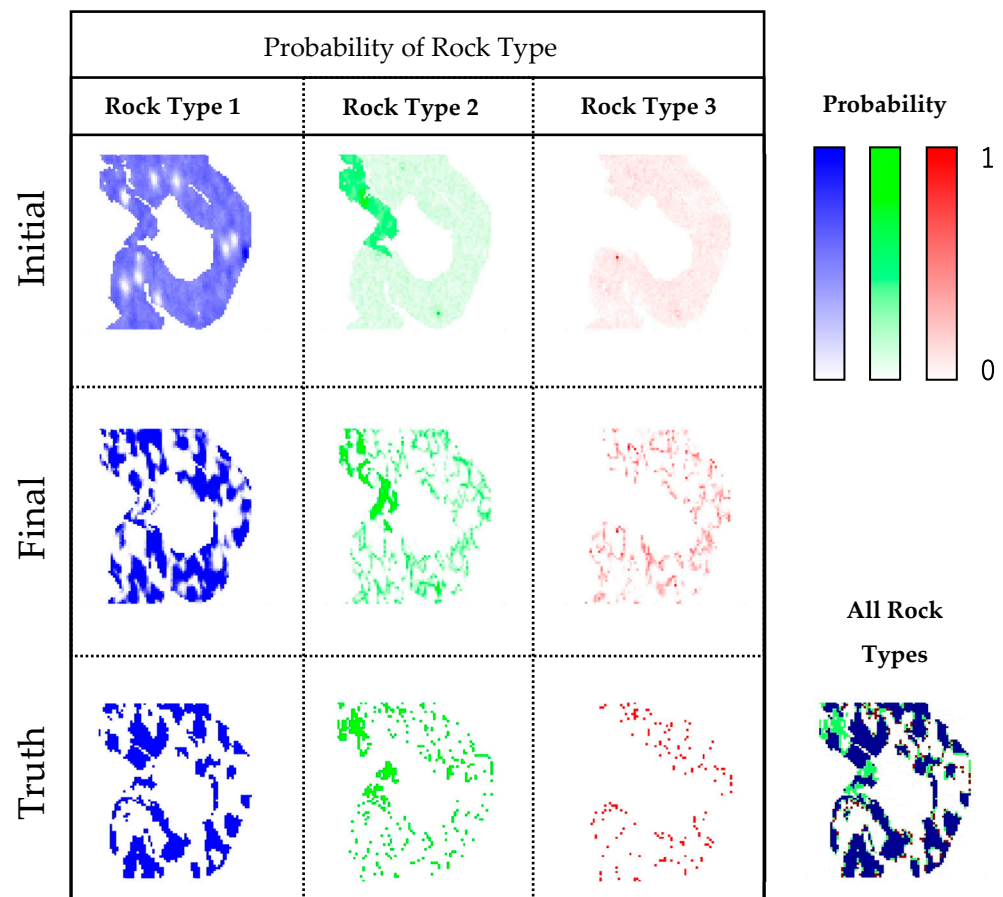 Probability of Rock Type
Rock Type 1
Rock Type 2
Rock Type 3
Probability
1
0
Initial
Final
Truth
All Rock
Types